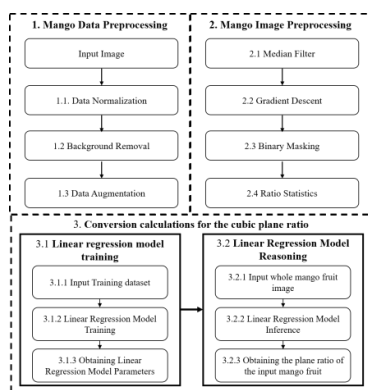 1. Mango Data Preprocessing
Input Image
1.1. Data Normalization
1.2 Background Removal
1.3 Data Augmentation
2. Mango Image Preprocessing
2.1 Median Filter
2.2 Gradient Descent
2.3 Binary Masking
2.4 Ratio Statistics
3. Conversion calculations for the cubic plane ratio
3.1 Linear regression model
training
3.1.1 Input Training dataset
3.1.2 Linear Regression Model
Training
3.1.3 Obtaining Linear
Regression Model Parameters
3.2 Linear Regression Model
Reasoning
3.2.1 Input whole mango fruit
image
3.2.2 Linear Regression Model
Inference
3.2.3 Obtaining the plane ratio of
the input mango fruit